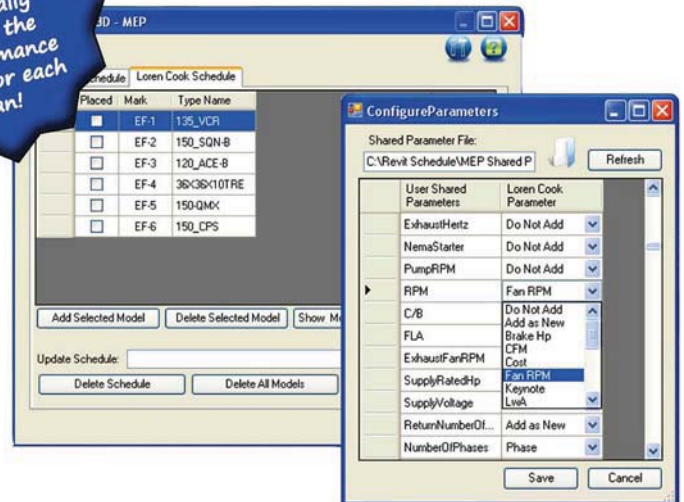 the
mance
or each
an!
3D - MEP
Schedule
Loren Cook Schedule
Placed Mark Type Name
EF-1 135_VCR
EF-2 150_SQN-B
EF-3 120_ACE-B
EF-4 36X36X10TRE
EF-5 150-QMX
EF-6 150_CPS
Add Selected Model
Delete Selected Model
Show M
Update Schedule:
Delete Schedule
Delete All Models
ConfigureParameters
Shared Parameter File:
C:\Revit Schedule\MEP Shared P
Refresh
User Shared Parameters
Loren Cook Parameter
ExhaustHertz Do Not Add
NemaStarter Do Not Add
PumpRPM Do Not Add
RPM Fan RPM
C/B
FLA
ExhaustFanRPM
SupplyRatedHp
SupplyVoltage
Do Not Add
Add as New
Brake Hp
CFM
Cost
Fan RPM
Keynote
LwA
ReturnNumberOf... Add as New
NumberOfPhases Phase
Save
Cancel